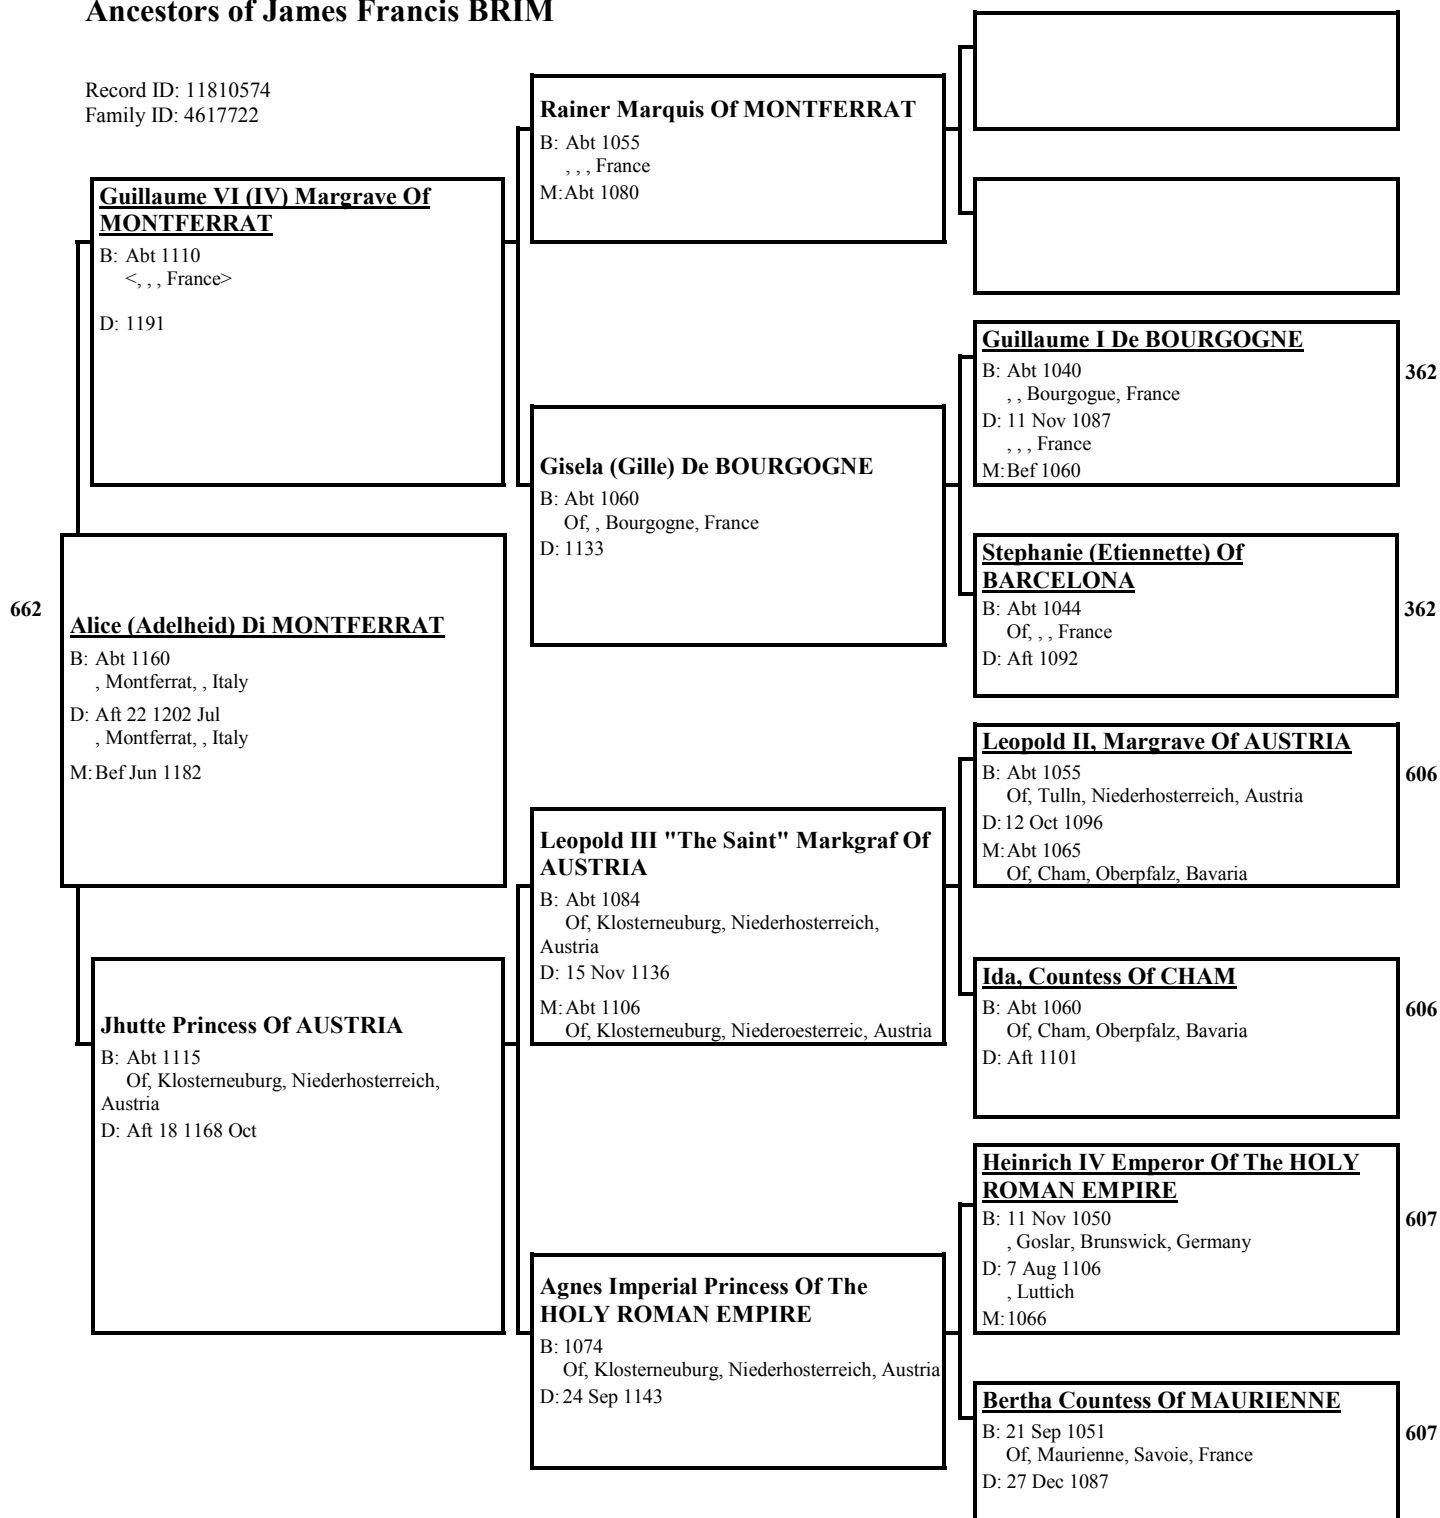 Ancestors of James Francis BRIM
Record ID: 11810574
Family ID: 4617722
Rainer Marquis Of MONTFERRAT
B: Abt 1055
, , , France
M: Abt 1080
Guillaume VI (IV) Margrave Of
MONTFERRAT
B: Abt 1110
<, , , France>
D: 1191
Guillaume I De BOURGOGNE
B: Abt 1040
, , Bourgogue, France
D: 11 Nov 1087
, , , France
M: Bef 1060
362
Gisela (Gille) De BOURGOGNE
B: Abt 1060
Of, , Bourgogne, France
D: 1133
Stephanie (Etiennette) Of
BARCELONA
B: Abt 1044
Of, , , France
D: Aft 1092
362
662
Alice (Adelheid) Di MONTFERRAT
B: Abt 1160
, Montferrat, , Italy
D: Aft 22 1202 Jul
, Montferrat, , Italy
M: Bef Jun 1182
Leopold II, Margrave Of AUSTRIA
B: Abt 1055
Of, Tulln, Niederhosterreich, Austria
D: 12 Oct 1096
M: Abt 1065
Of, Cham, Oberpfalz, Bavaria
606
Leopold III "The Saint" Markgraf Of
AUSTRIA
B: Abt 1084
Of, Klosterneuburg, Niederhosterreich,
Austria
D: 15 Nov 1136
M: Abt 1106
Of, Klosterneuburg, Niederoesterreic, Austria
Ida, Countess Of CHAM
B: Abt 1060
Of, Cham, Oberpfalz, Bavaria
D: Aft 1101
606
Jhutte Princess Of AUSTRIA
B: Abt 1115
Of, Klosterneuburg, Niederhosterreich,
Austria
D: Aft 18 1168 Oct
Heinrich IV Emperor Of The HOLY
ROMAN EMPIRE
B: 11 Nov 1050
, Goslar, Brunswick, Germany
D: 7 Aug 1106
, Luttich
M: 1066
607
Agnes Imperial Princess Of The
HOLY ROMAN EMPIRE
B: 1074
Of, Klosterneuburg, Niederhosterreich, Austria
D: 24 Sep 1143
Bertha Countess Of MAURIENNE
B: 21 Sep 1051
Of, Maurienne, Savoie, France
D: 27 Dec 1087
607